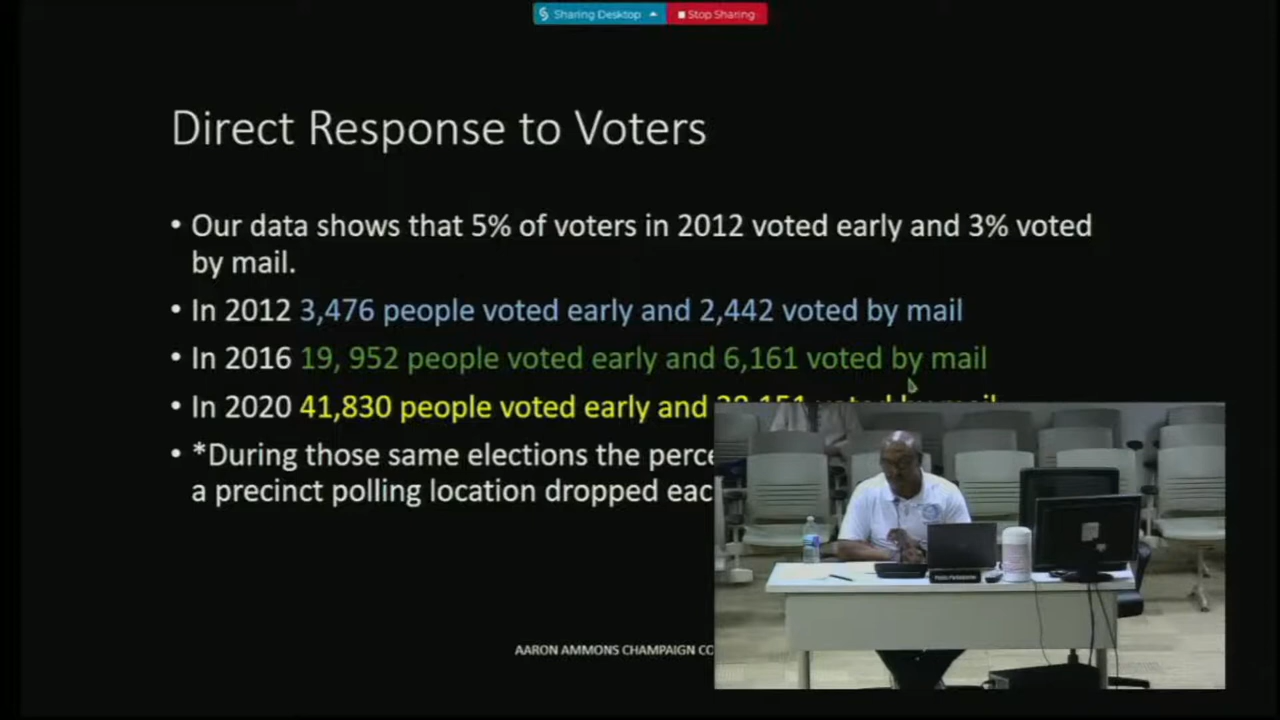 Sharing Desktop
Stop Sharing
Direct Response to Voters
• Our data shows that 5% of voters in 2012 voted early and 3% voted
by mail.
• In 2012 3,476 people voted early and 2,442 voted by mail
• In 2016 19, 952 people voted early and 6,161 voted by mail
• In 2020 41,830 people voted early and
• *During those same elections the perce
a precinct polling location dropped eac
AARON AMMONS CHAMPAIGN CO